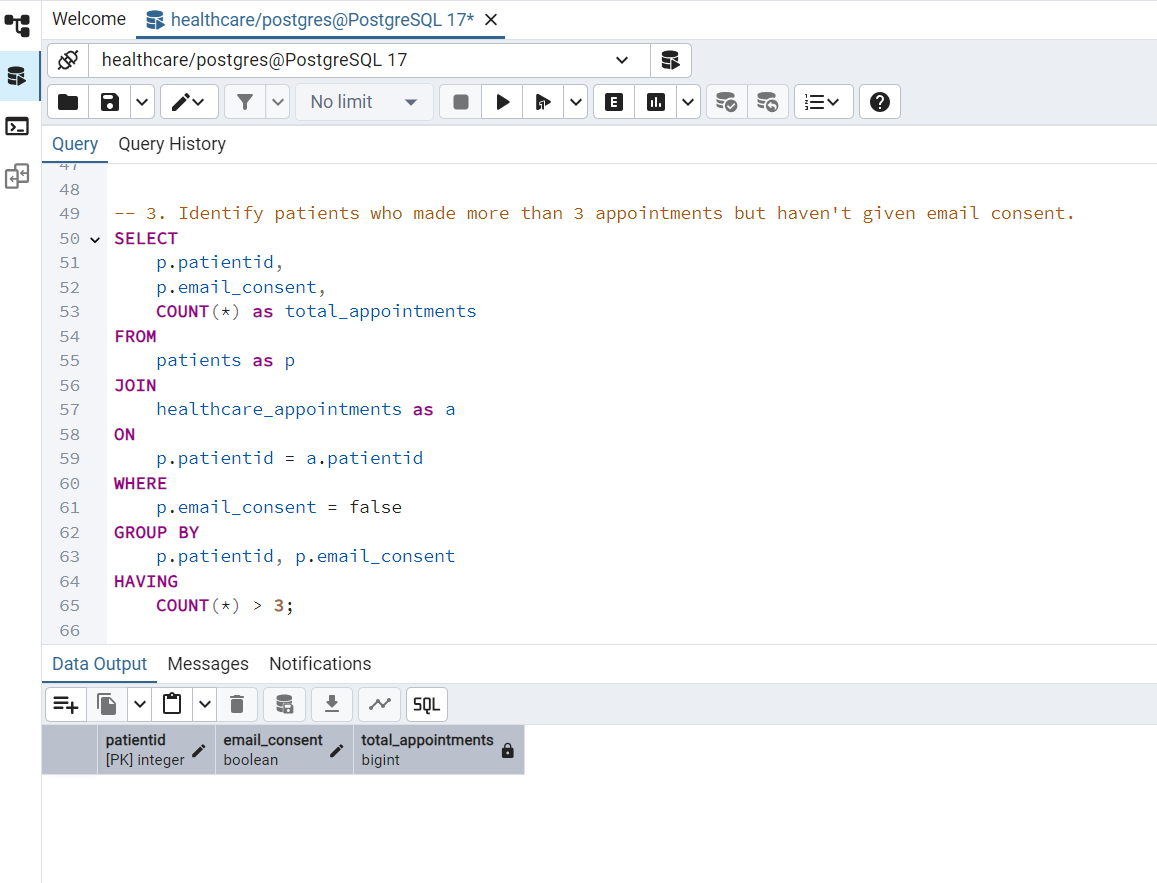 Welcome
healthcare/postgres@PostgreSQL 17*
healthcare/postgres@PostgreSQL 17
No limit
E
Query
Query History
47
48
49 -- 3. Identify patients who made more than 3 appointments but haven't given email consent.
50 SELECT
51 p.patientid,
52 p.email_consent,
53 COUNT(*) as total_appointments
54 FROM
55 patients as p
56 JOIN
57 healthcare_appointments as a
58 ON
59 p.patientid = a.patientid
60 WHERE
61 p.email_consent = false
62 GROUP BY
63 p.patientid, p.email_consent
64 HAVING
65 COUNT(*) > 3;
66
Data Output Messages Notifications
SQL
patientid email_consent total_appointments
[PK] integer boolean bigint